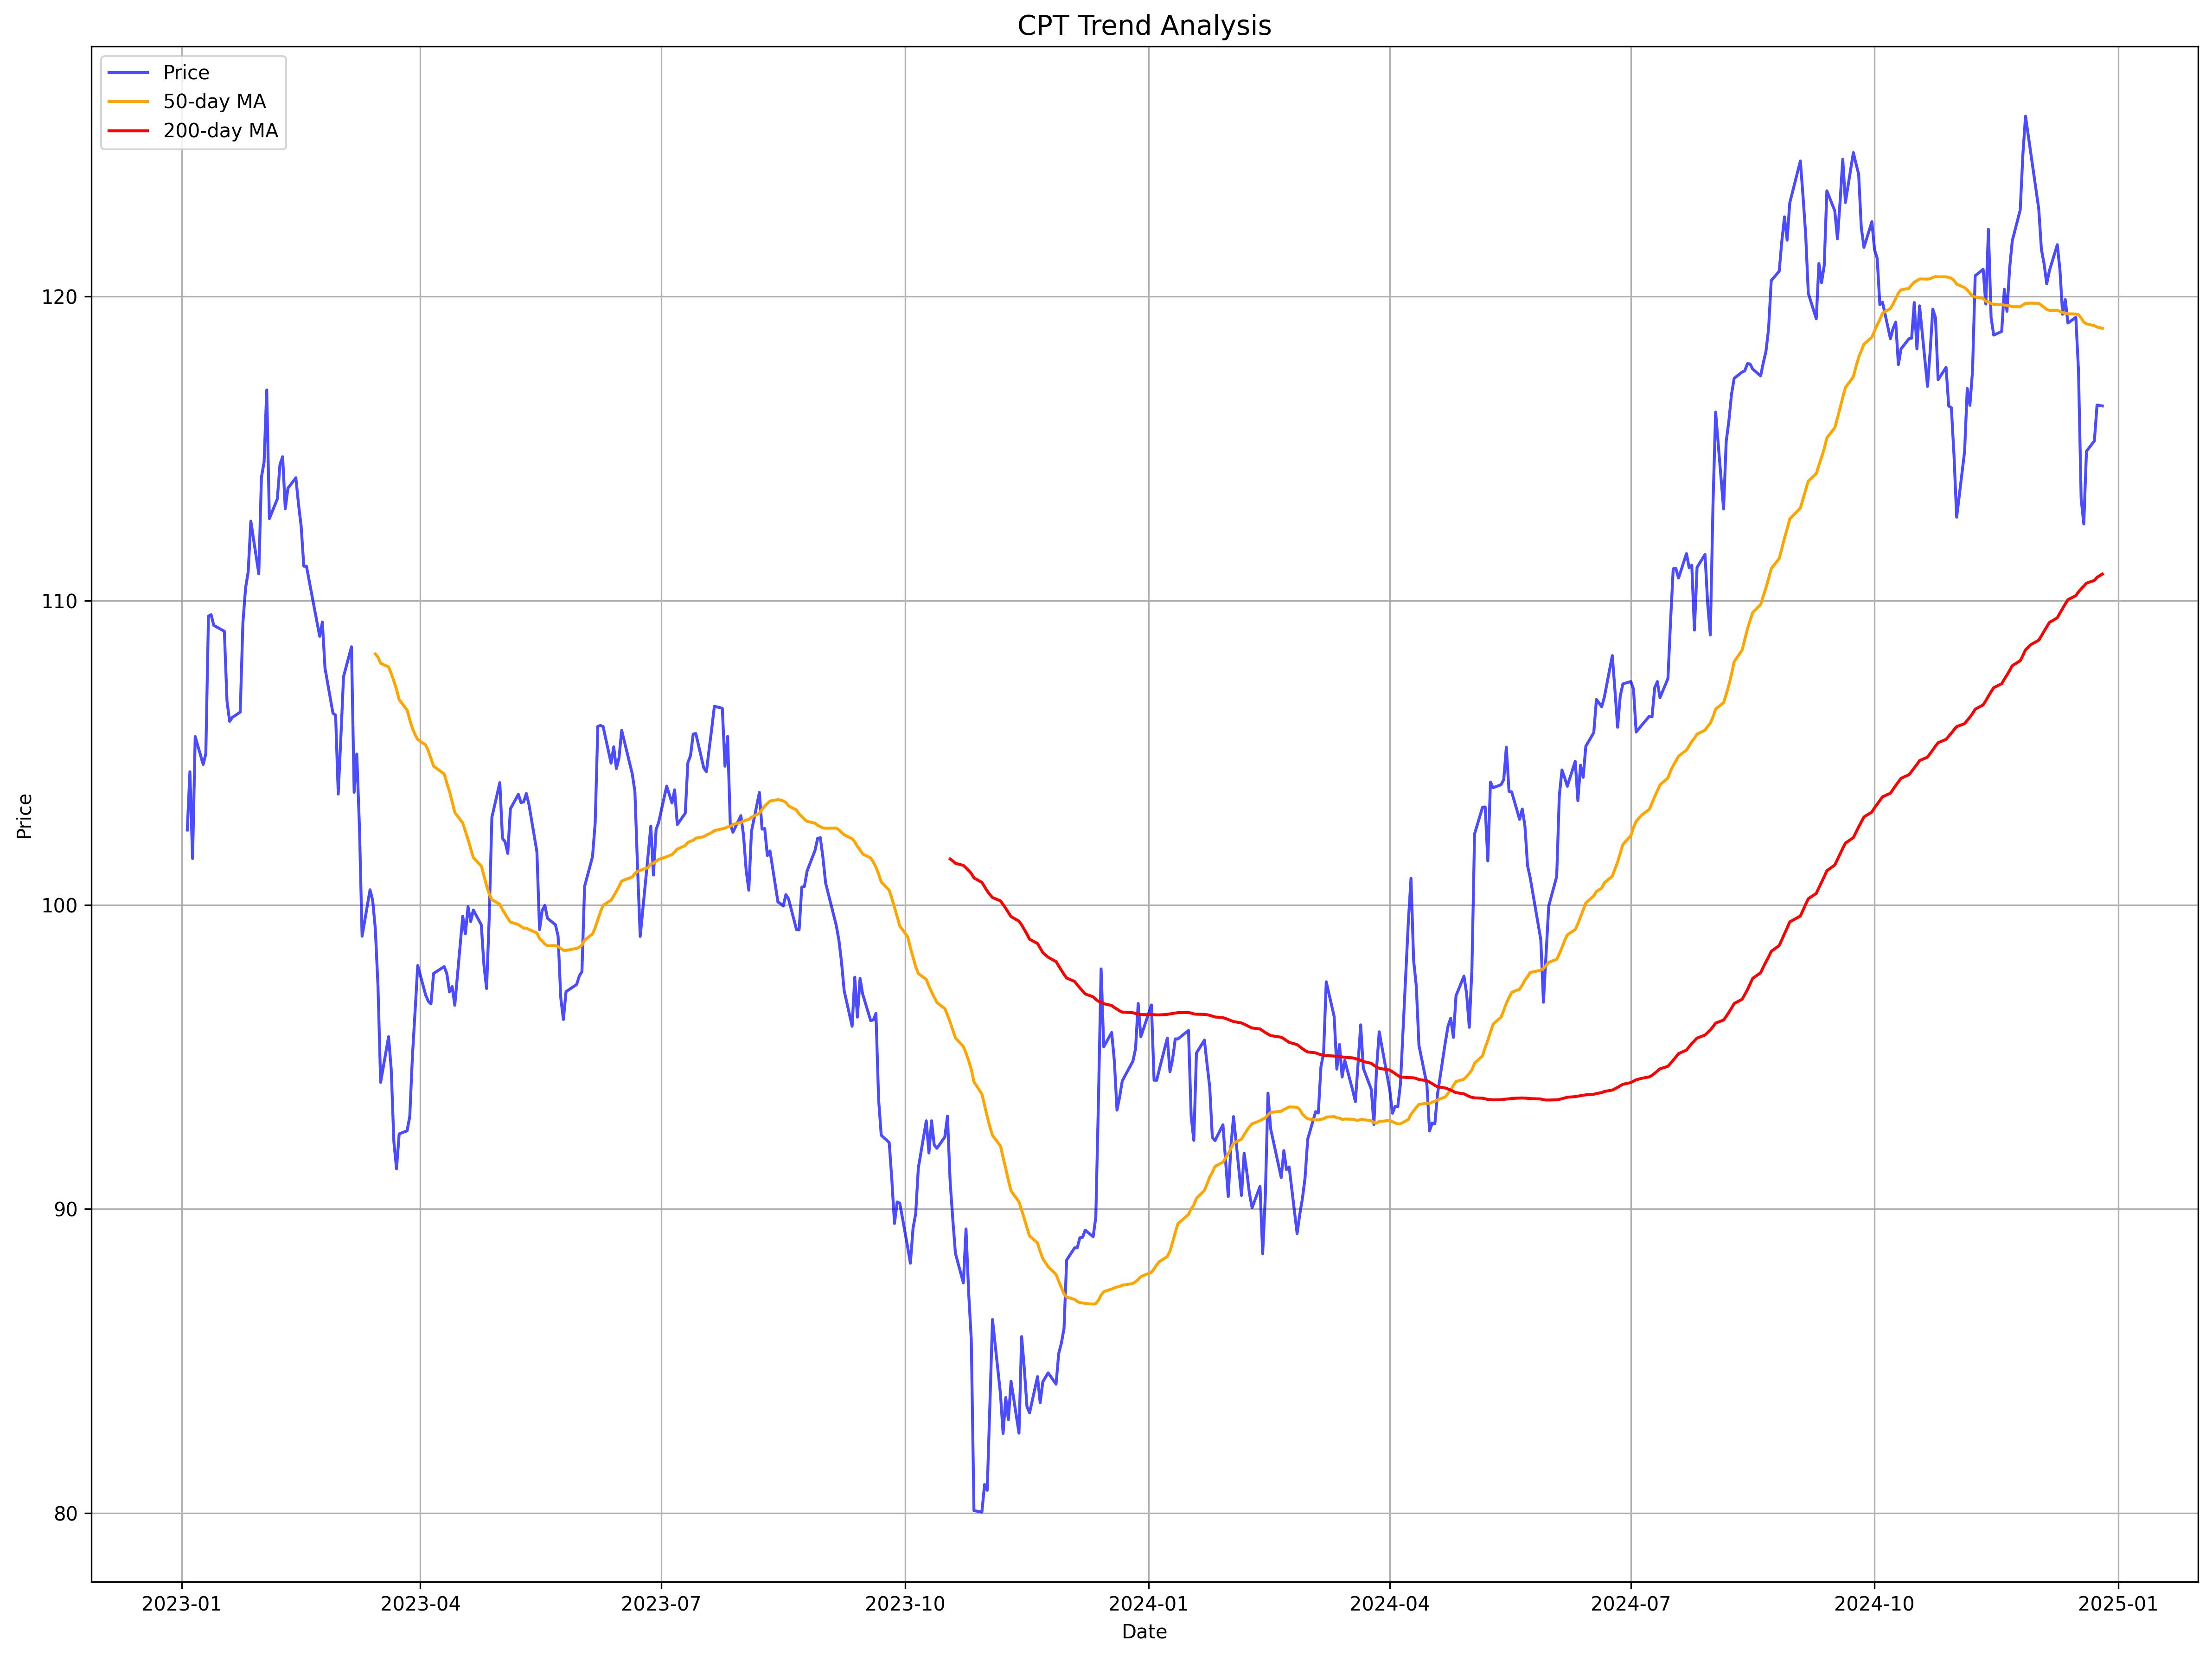 CPT Trend Analysis
Price
50-day MA
200-day MA
120
110
100
90
80
Price
2023-01
2023-04
2023-07
2023-10
2024-01
2024-04
2024-07
2024-10
2025-01
Date